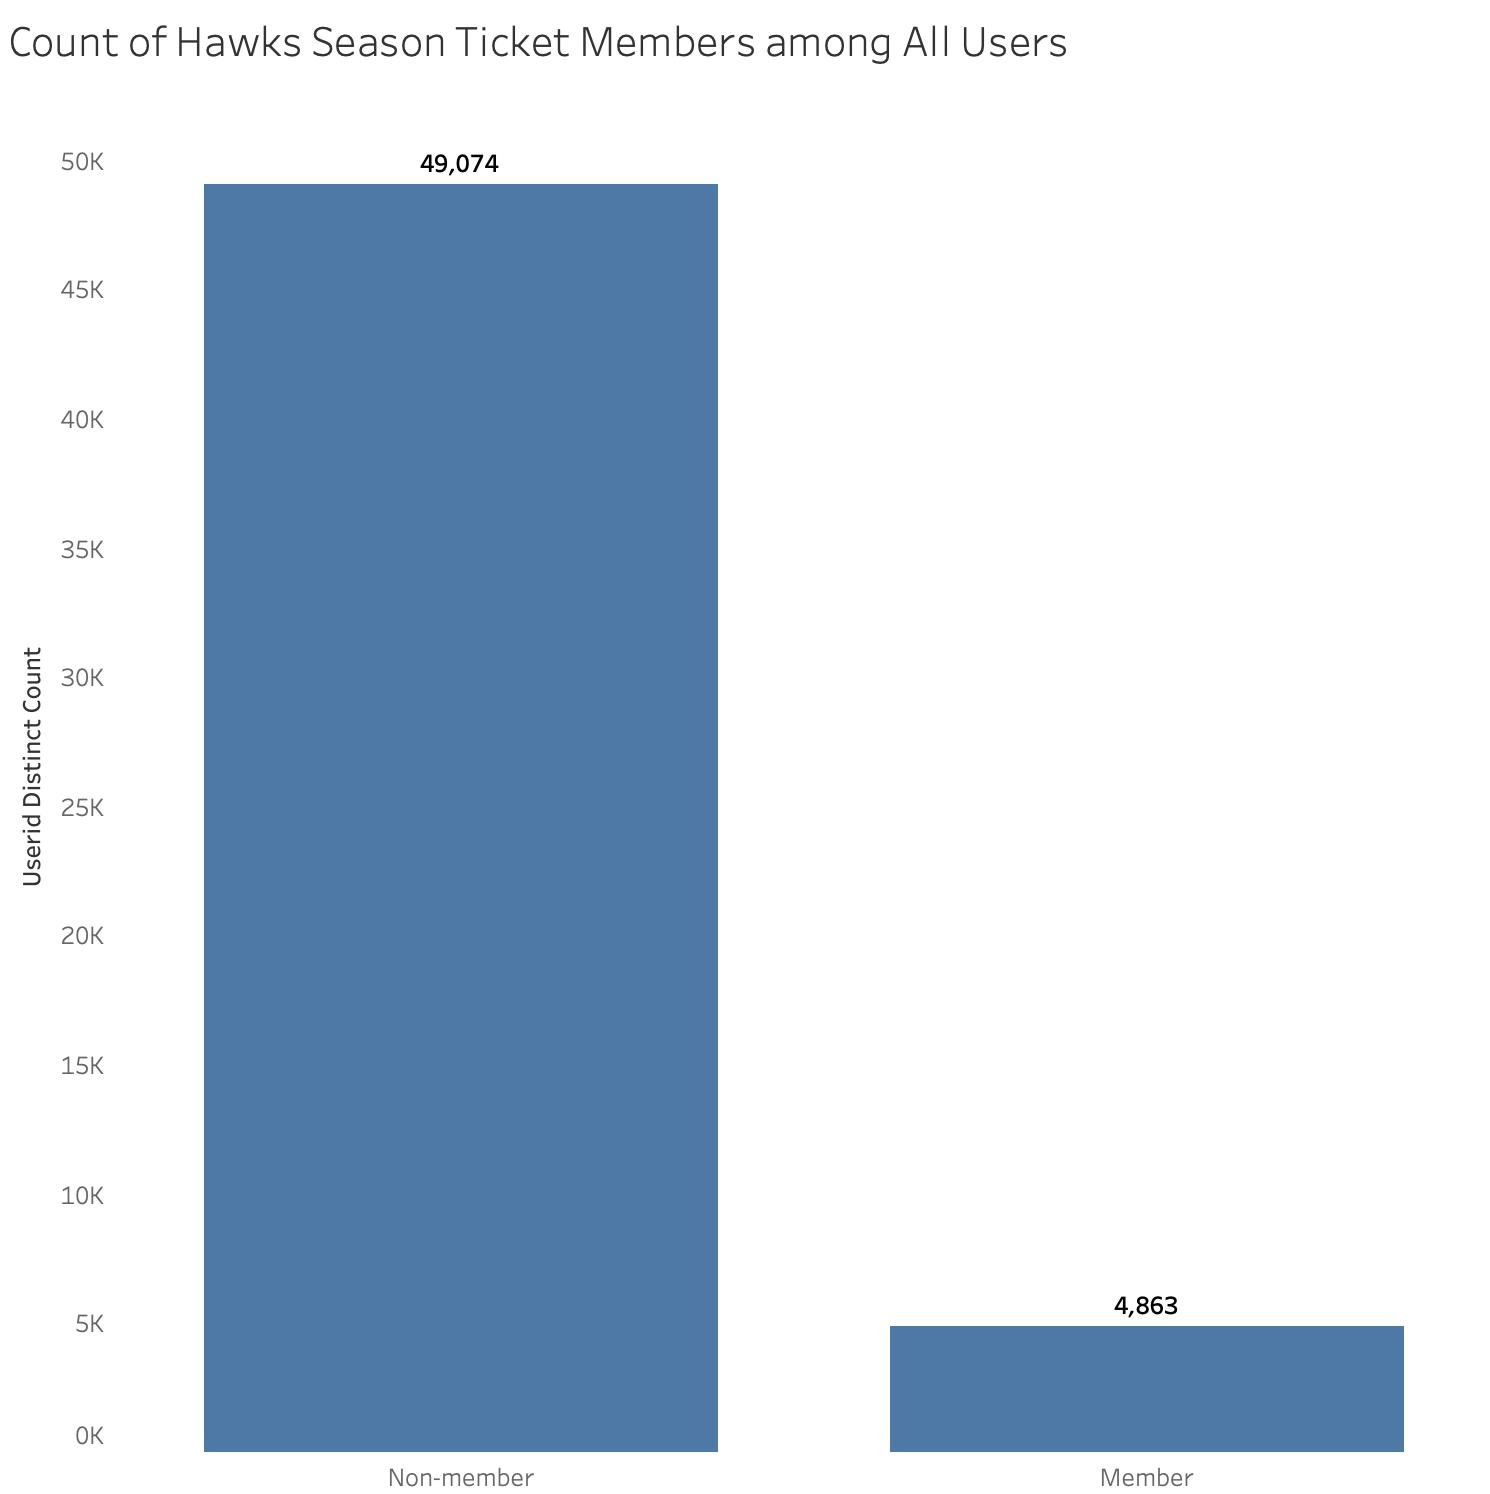 Count of Hawks Season Ticket Members among All Users
50K
45K
40K
35K
30K
25K
20K
15K
10K
5K
0K
Userid Distinct Count
49,074
4,863
Non-member
Member